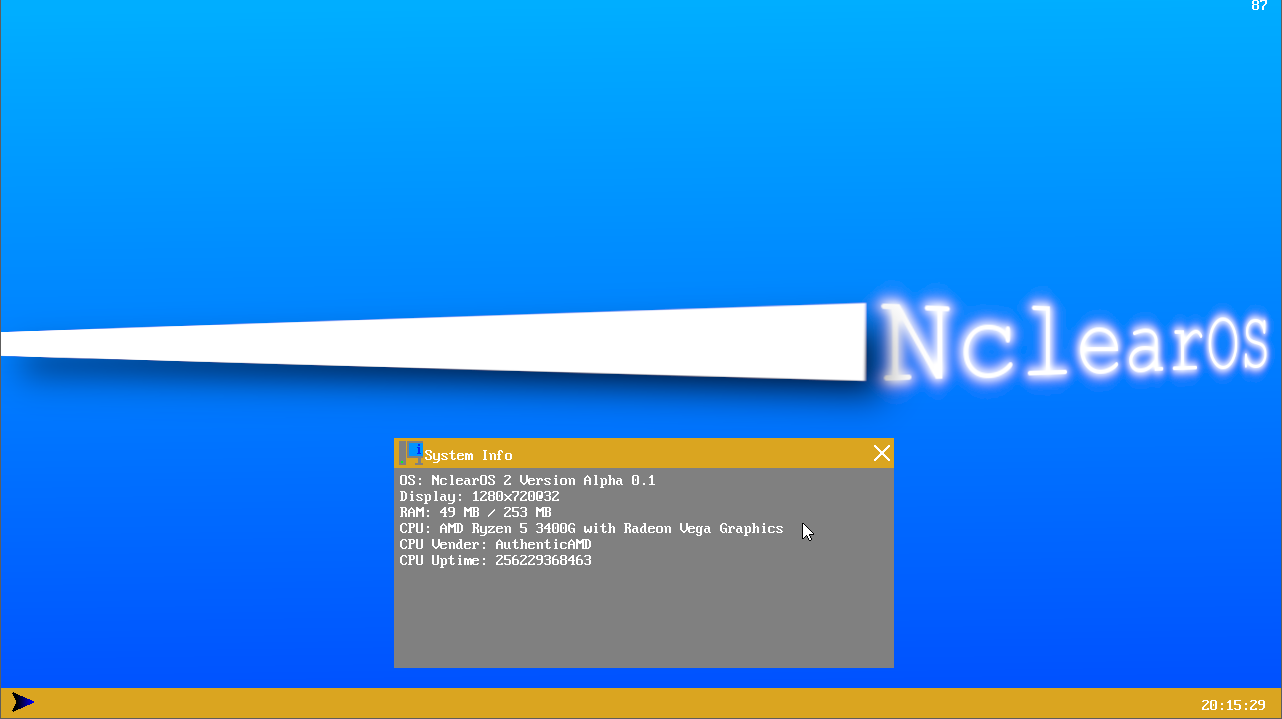 87
NclearOS
System Info
OS: NclearOS 2 Version Alpha 0.1
Display: 1280x720@32
RAM: 49 MB / 253 MB
CPU: AMD Ryzen 5 3400G with Radeon Vega Graphics
CPU Vender: AuthenticAMD
CPU Uptime: 256229368463
20:15:29